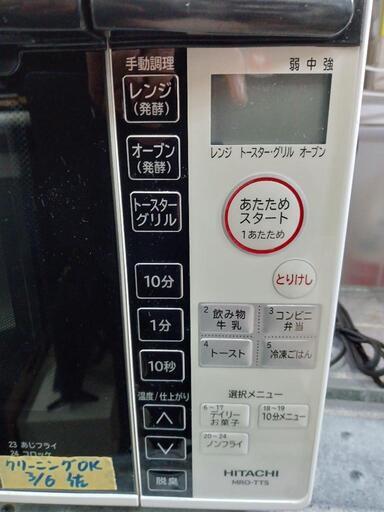 手動調理
弱 中 強
レンジ
(発酵)
オーブン
(発酵)
トースター
グリル
レンジ トースター・グリル オーブン
あたため
スタート
1あたため
とりけし
10分
1分
10秒
2 飲み物
牛乳
3 コンビニ
弁当
4 トースト
5 冷凍ごはん
温度/仕上がり
選択メニュー
6~17
デイリー
お菓子
18~19
10分メニュー
20~24
ノンフライ
脱臭
23 あじフライ
24 コロッケ
クリーニングOK
3/6
HITACHI
MRO-TT5